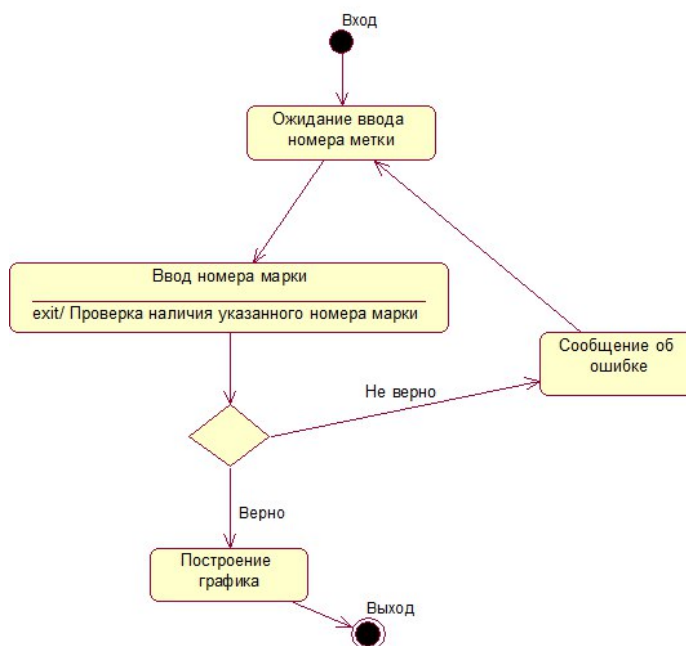 Вход
Ожидание ввода
номера метки
Ввод номера марки
exit/ Проверка наличия указанного номера марки
Сообщение об
ошибке
Не верно
Верно
Построение
графика
Выход